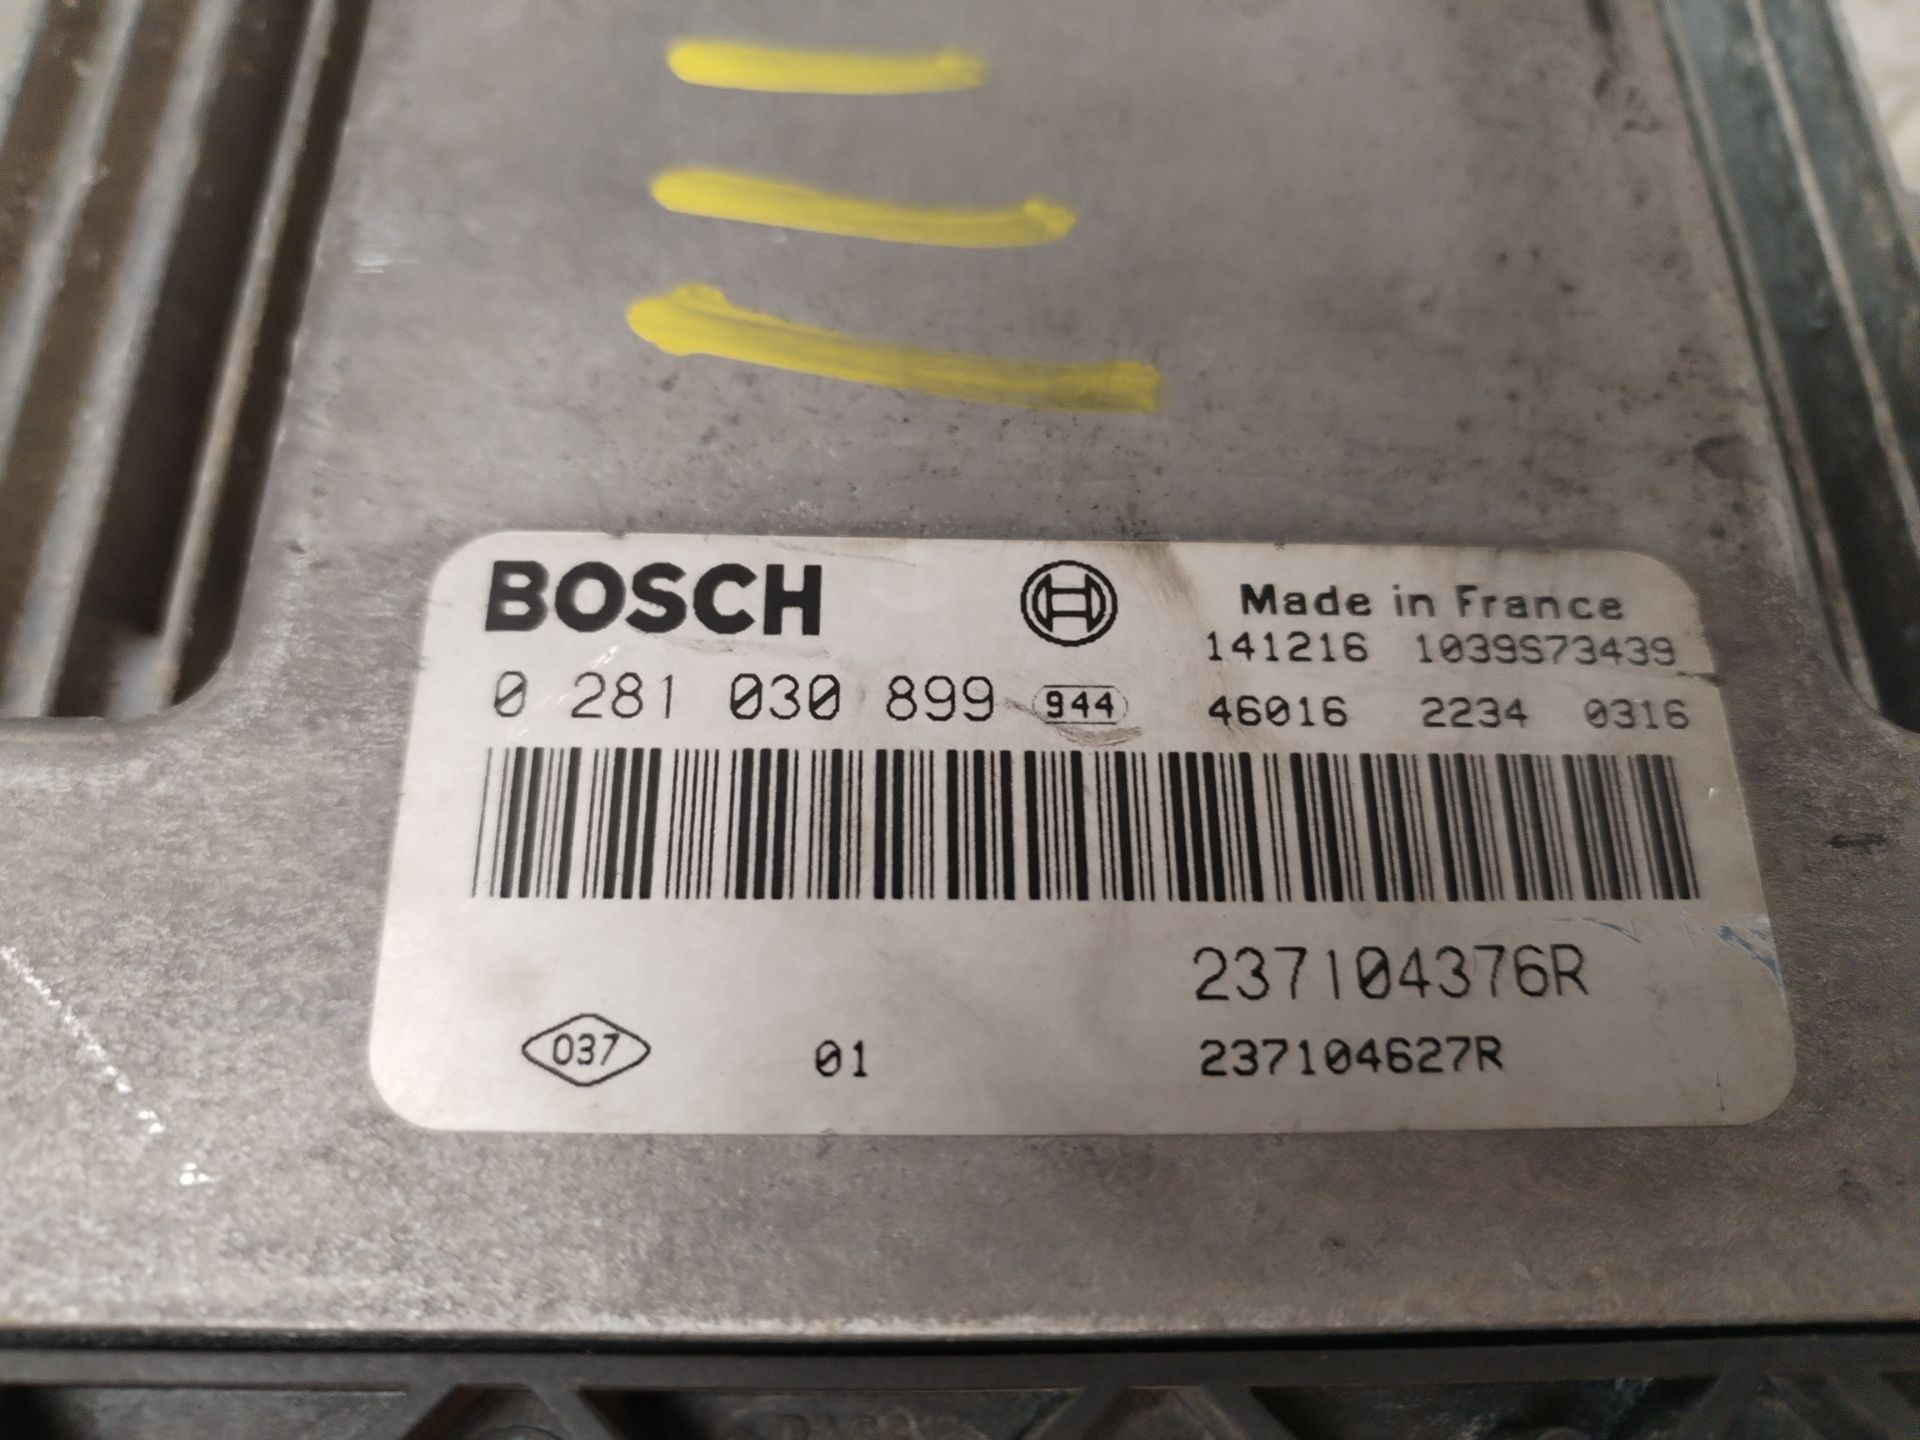 BOSCH
Made in France
141216 1039S73439
0 281 030 899 944 46016 2234 0316
237104376R
037 01 237104627R